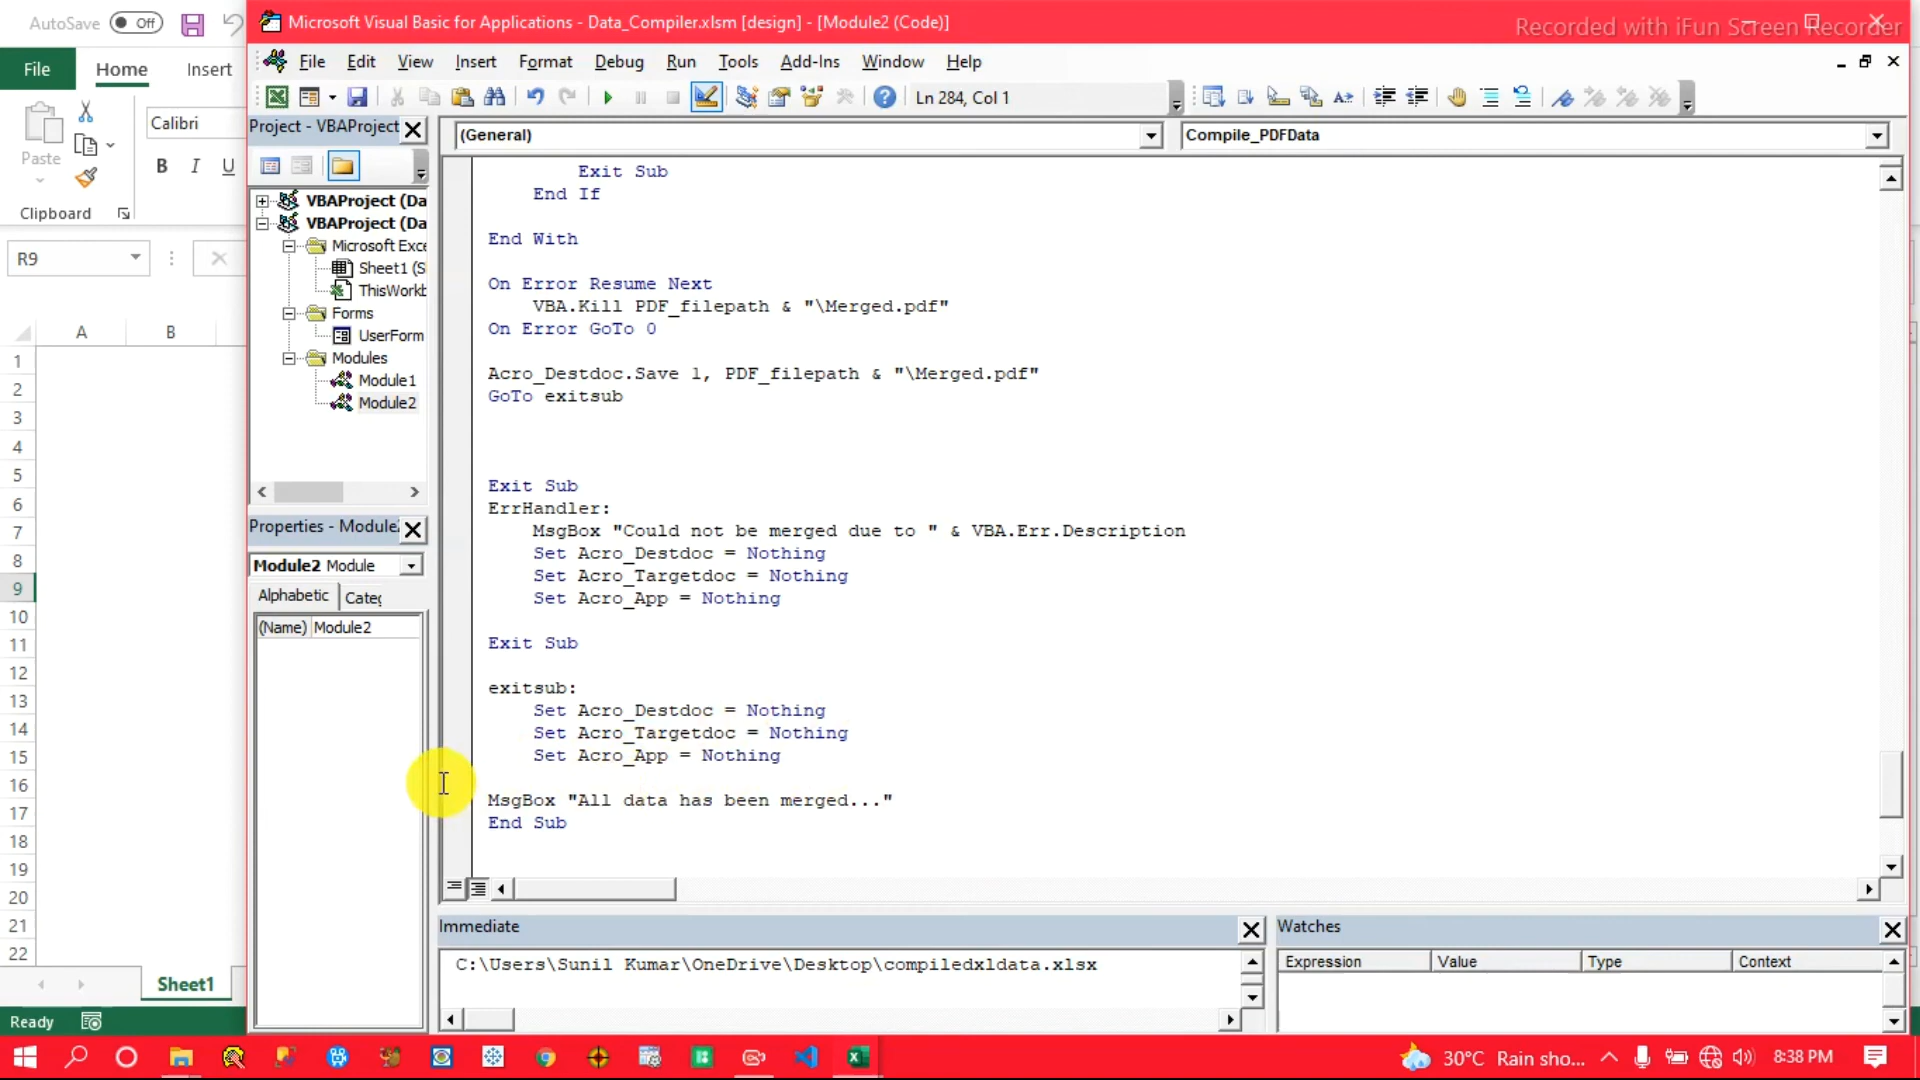 AutoSave Off
Microsoft Visual Basic for Applications - Data_Compiler.xlsm [design] - [Module2 (Code)]
Recorded with iFun Screen Recorder
File Home Insert
File Edit View Insert Format Debug Run Tools Add-Ins Window Help
Ln 284, Col 1
Calibri
Paste
B I U
Clipboard
R9
A B
1
2
3
4
5
6
7
8
9
10
11
12
13
14
15
16
17
18
19
20
21
22
Sheet1
Ready
Project - VBAProject
VBAProject (Da
VBAProject (Da
Microsoft Exce
Sheet1 (S
ThisWorkb
Forms
UserForm
Modules
Module1
Module2
Properties - Module
Module2 Module
Alphabetic Categ
(Name) Module2
(General) Compile_PDFData
Exit Sub
End If
End With
On Error Resume Next
VBA.Kill PDF_filepath & "\Merged.pdf"
On Error GoTo 0
Acro_Destdoc.Save 1, PDF_filepath & "\Merged.pdf"
GoTo exitsub
Exit Sub
ErrHandler:
MsgBox "Could not be merged due to " & VBA.Err.Description
Set Acro_Destdoc = Nothing
Set Acro_Targetdoc = Nothing
Set Acro_App = Nothing
Exit Sub
exitsub:
Set Acro_Destdoc = Nothing
Set Acro_Targetdoc = Nothing
Set Acro_App = Nothing
MsgBox "All data has been merged..."
End Sub
Immediate
C:\Users\Sunil Kumar\OneDrive\Desktop\compiledxldata.xlsx
Watches
Expression Value Type Context
30°C Rain sho... 8:38 PM